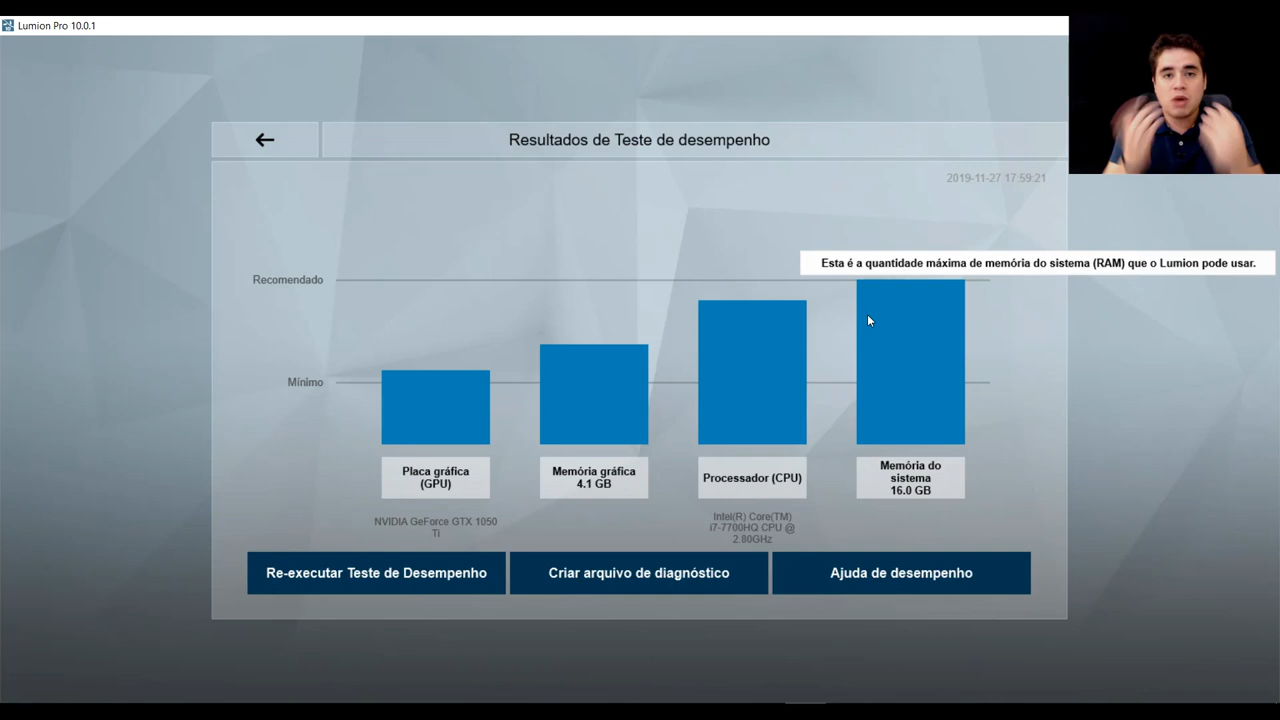 Lumion Pro 10.0.1
Resultados de Teste de desempenho
2019-11-27 17:59:21
Esta é a quantidade máxima de memória do sistema (RAM) que o Lumion pode usar.
Recomendado
Mínimo
Placa gráfica
(GPU)
Memória gráfica
4.1 GB
Processador (CPU)
Memória do
sistema
16.0 GB
NVIDIA GeForce GTX 1050
Ti
Intel(R) Core(TM)
i7-7700HQ CPU @
2.80GHz
Re-executar Teste de Desempenho
Criar arquivo de diagnóstico
Ajuda de desempenho